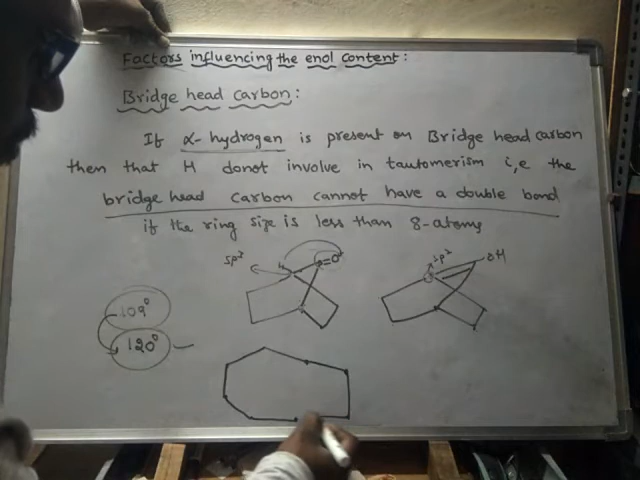 Factors influencing the enol content:
Bridge head carbon:
If α-hydrogen is present on Bridge head carbon
then that H donot involve in tautomerism i,e the
bridge head carbon cannot have a double bond
if the ring size is less than 8-atoms
sp³ H =O sp² OH
109°
120°